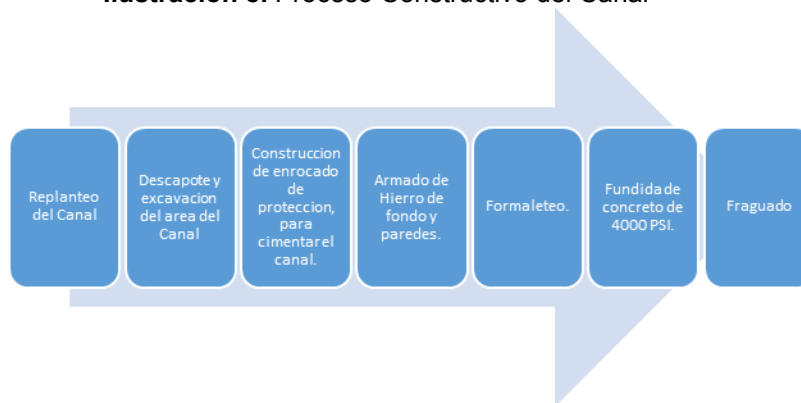 Ilustración 3. Proceso Constructivo del Canal
Replanteo
del Canal
Descapote y
excavacion
del area del
Canal
Construccion
de enrocado
de
proteccion,
para
cimentar el
canal.
Armado de
Hierro de
fondo y
paredes.
Formaleteo.
Fundida de
concreto de
4000 PSI.
Fraguado